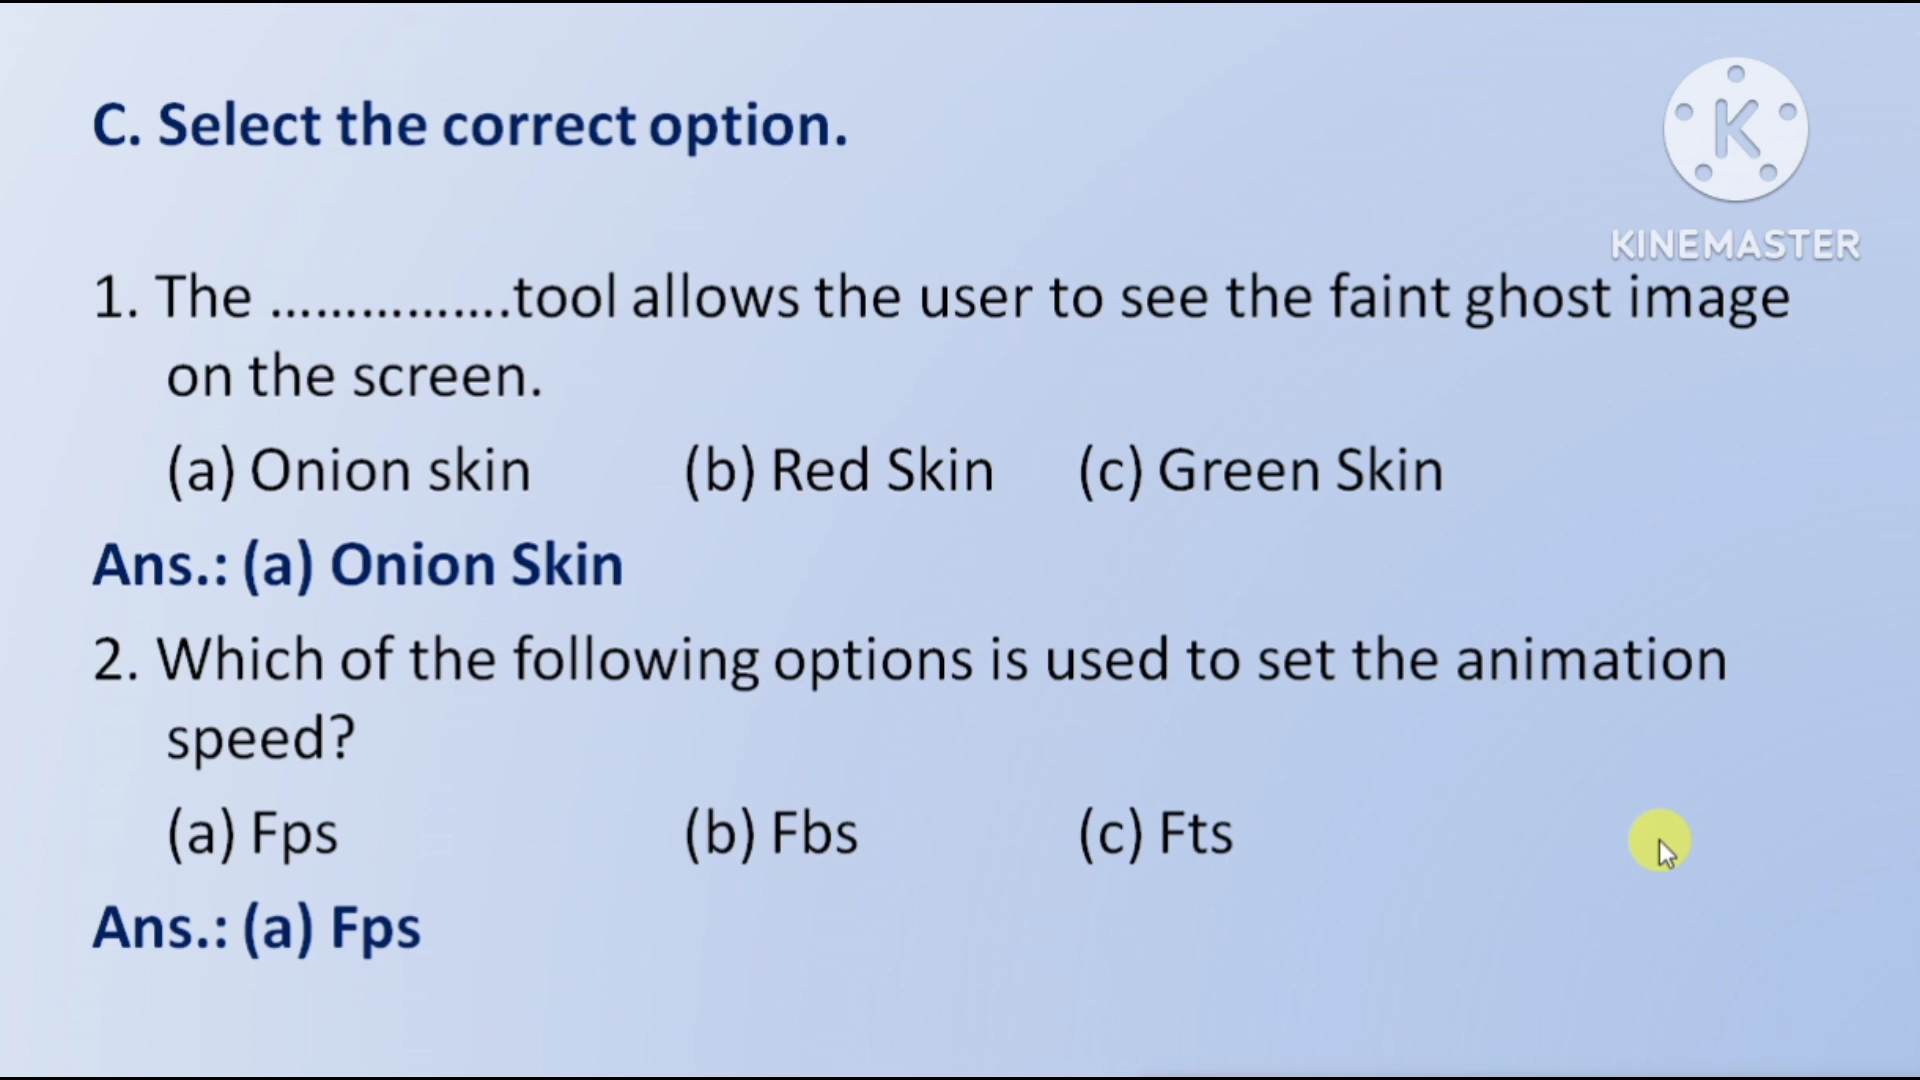 C. Select the correct option.
K
KINEMASTER
1. The ................tool allows the user to see the faint ghost image
on the screen.
(a) Onion skin (b) Red Skin (c) Green Skin
Ans.: (a) Onion Skin
2. Which of the following options is used to set the animation
speed?
(a) Fps (b) Fbs (c) Fts
Ans.: (a) Fps